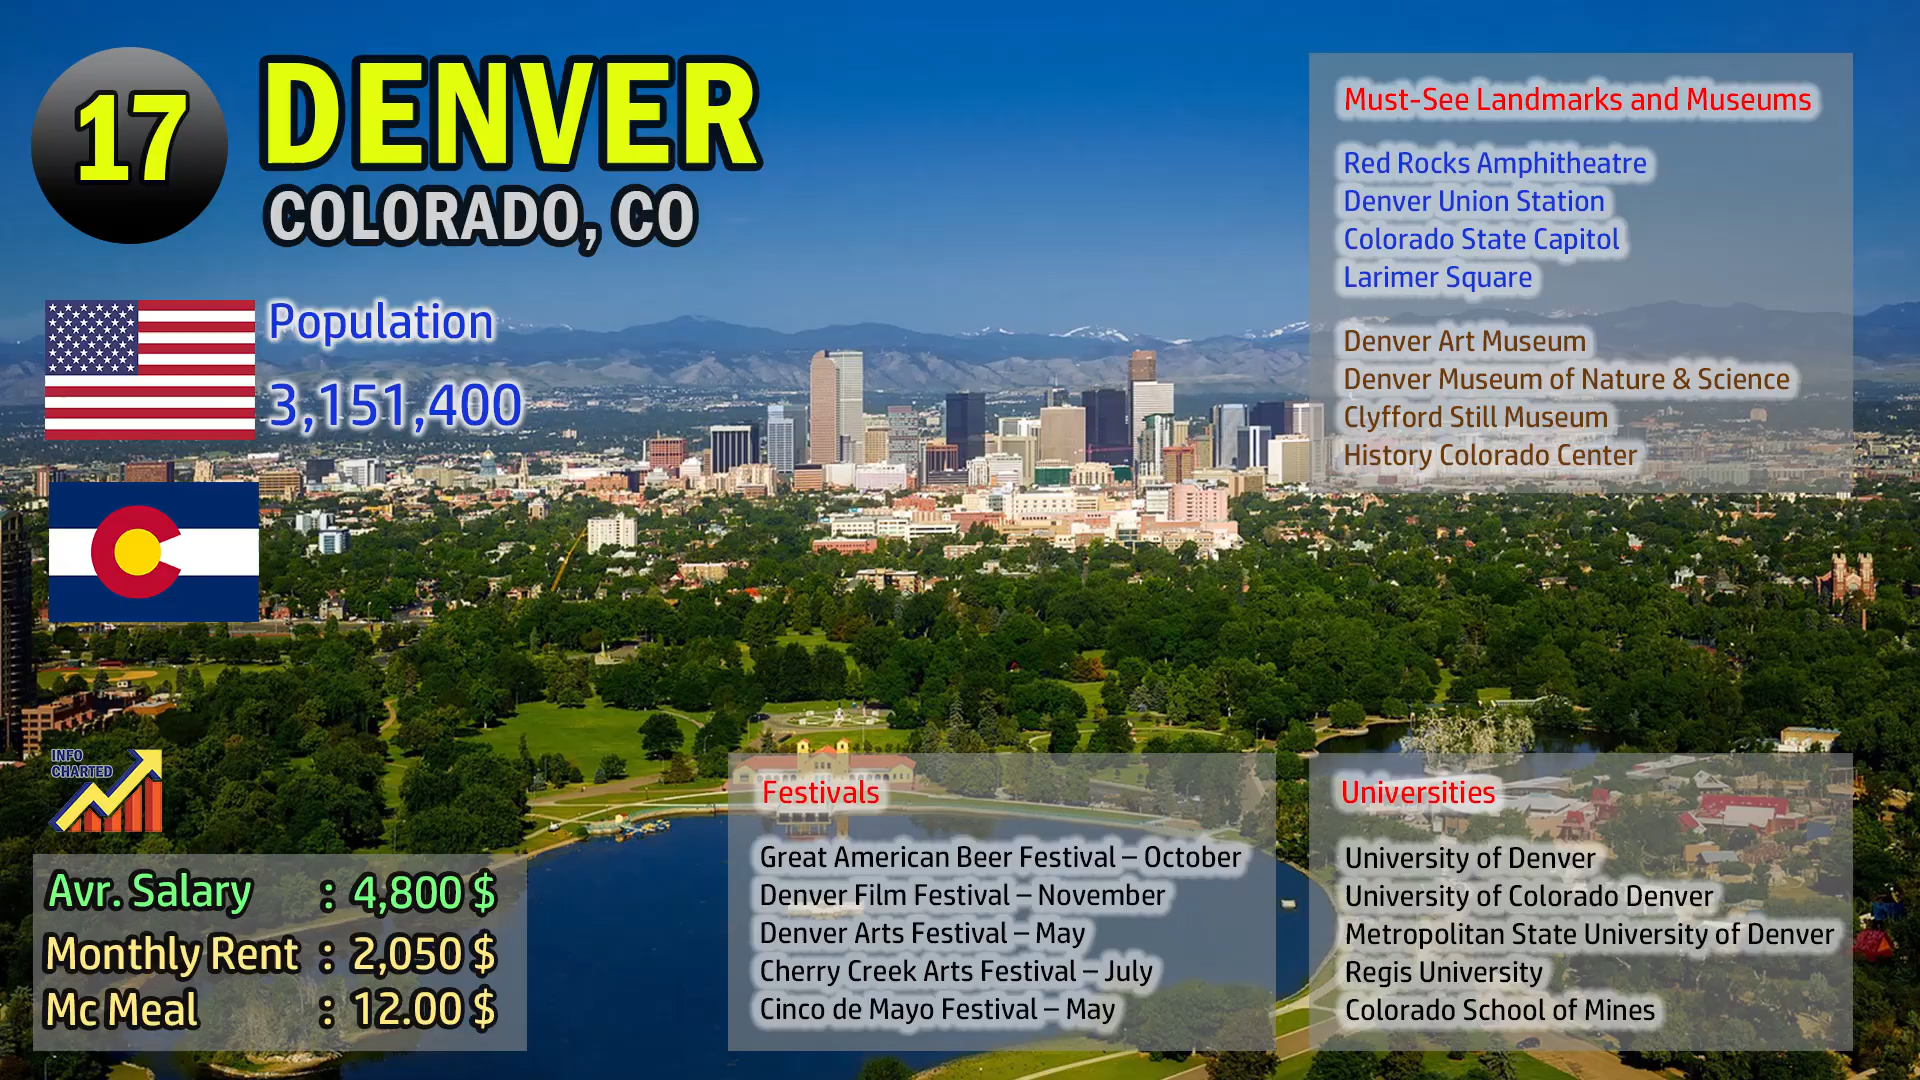 17
DENVER
COLORADO, CO
Population
3,151,400
Must-See Landmarks and Museums
Red Rocks Amphitheatre
Denver Union Station
Colorado State Capitol
Larimer Square
Denver Art Museum
Denver Museum of Nature & Science
Clyfford Still Museum
History Colorado Center
INFO
CHARTED
Avr. Salary : 4,800 $
Monthly Rent : 2,050 $
Mc Meal : 12.00 $
Festivals
Great American Beer Festival – October
Denver Film Festival – November
Denver Arts Festival – May
Cherry Creek Arts Festival – July
Cinco de Mayo Festival – May
Universities
University of Denver
University of Colorado Denver
Metropolitan State University of Denver
Regis University
Colorado School of Mines